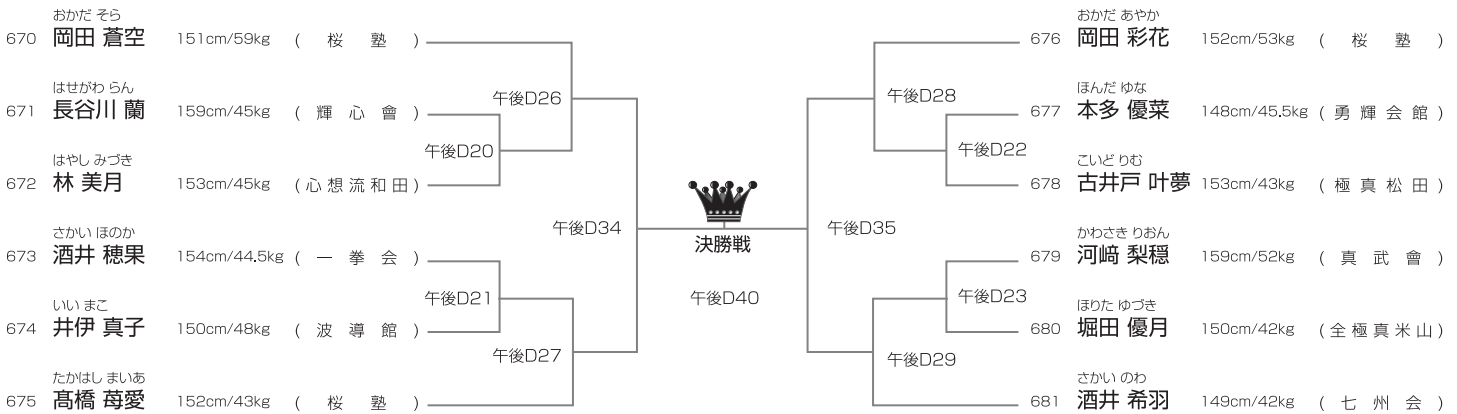 おかだ そら
670 岡田 蒼空 151cm/59kg ( 桜 塾 )
はせがわ らん
671 長谷川 蘭 159cm/45kg ( 輝 心 會 )
はやし みづき
672 林 美月 153cm/45kg (心想流和田)
さかい ほのか
673 酒井 穂果 154cm/44.5kg ( 一 拳 会 )
いい まこ
674 井伊 真子 150cm/48kg ( 波 導 館 )
たかはし まいあ
675 髙橋 苺愛 152cm/43kg ( 桜 塾 )
午後D26
午後D20
午後D34
午後D21
午後D27
決勝戦
午後D40
午後D28
午後D22
午後D35
午後D23
午後D29
おかだ あやか
676 岡田 彩花 152cm/53kg ( 桜 塾 )
ほんだ ゆな
677 本多 優菜 148cm/45.5kg ( 勇輝会館 )
こいど りむ
678 古井戸 叶夢 153cm/43kg ( 極真松田 )
かわさき りおん
679 河﨑 梨穏 159cm/52kg ( 真 武 會 )
ほりた ゆづき
680 堀田 優月 150cm/42kg (全極真米山)
さかい のわ
681 酒井 希羽 149cm/42kg ( 七 州 会 )